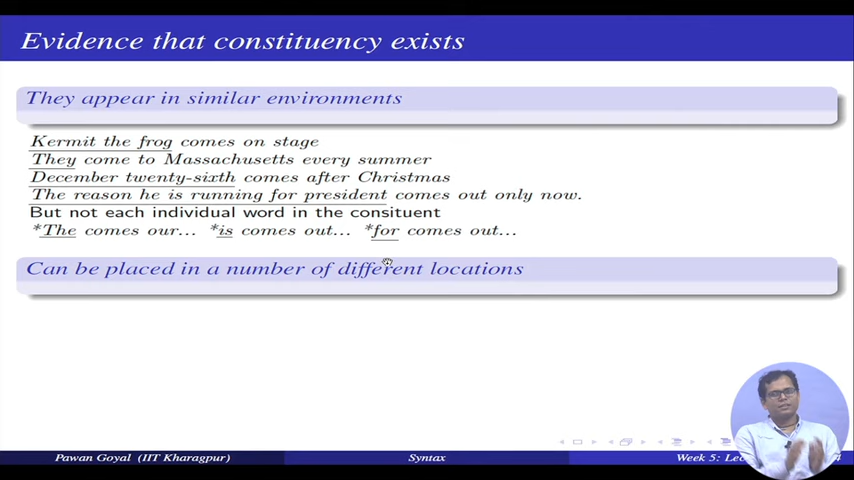 Evidence that constituency exists
They appear in similar environments
Kermit the frog comes on stage
They come to Massachusetts every summer
December twenty-sixth comes after Christmas
The reason he is running for president comes out only now.
But not each individual word in the consituent
*The comes our... *is comes out... *for comes out...
Can be placed in a number of different locations
Pawan Goyal (IIT Kharagpur)
Syntax
Week 5: